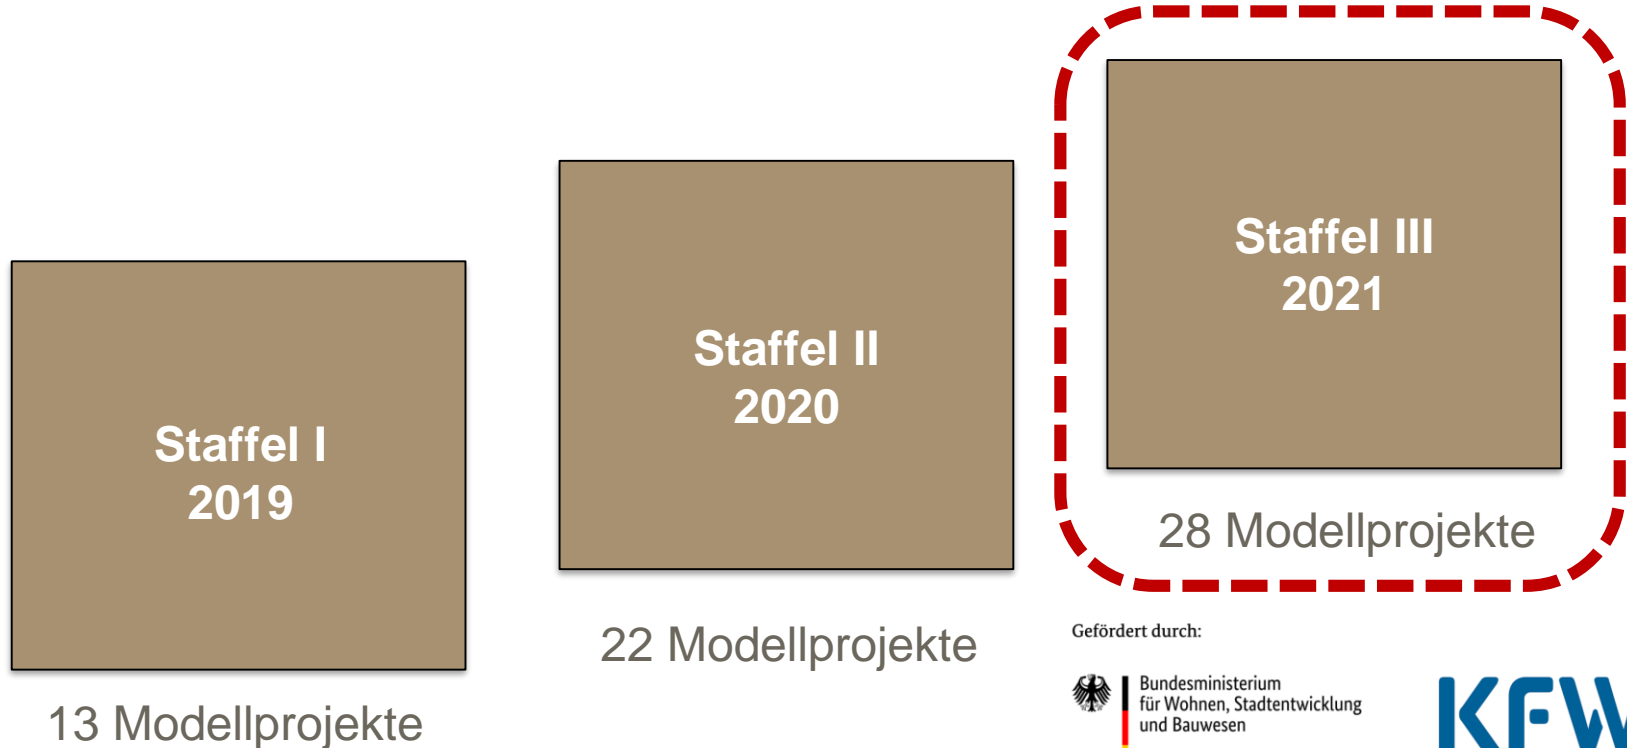 Staffel I
2019
13 Modellprojekte
Staffel II
2020
22 Modellprojekte
Staffel III
2021
28 Modellprojekte
Gefördert durch:
Bundesministerium
für Wohnen, Stadtentwicklung
und Bauwesen
KFW